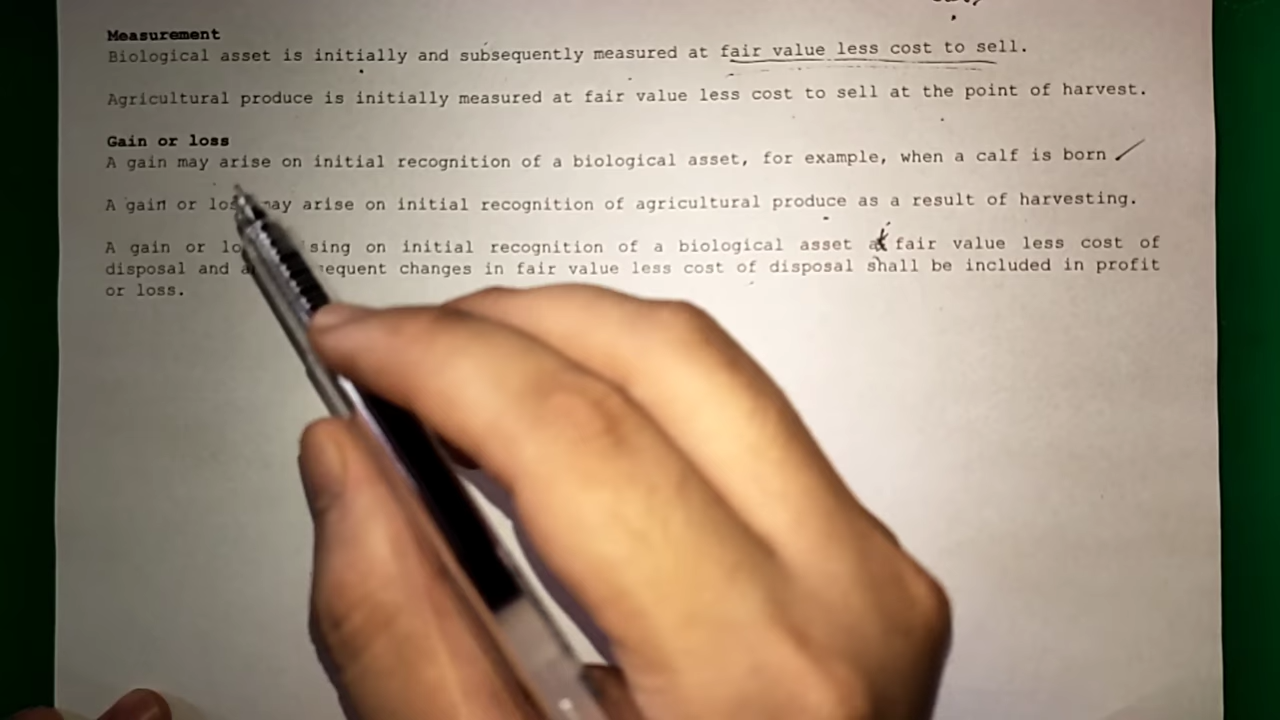 Measurement
Biological asset is initially and subsequently measured at fair value less cost to sell.
Agricultural produce is initially measured at fair value less cost to sell at the point of harvest.
Gain or loss
A gain may arise on initial recognition of a biological asset, for example, when a calf is born
A gain or may arise on initial recognition of agricultural produce as a result of harvesting.
A gain or on initial recognition of a biological asset at fair value less cost of
disposal and changes in fair value less cost of disposal shall be included in profit
or loss.